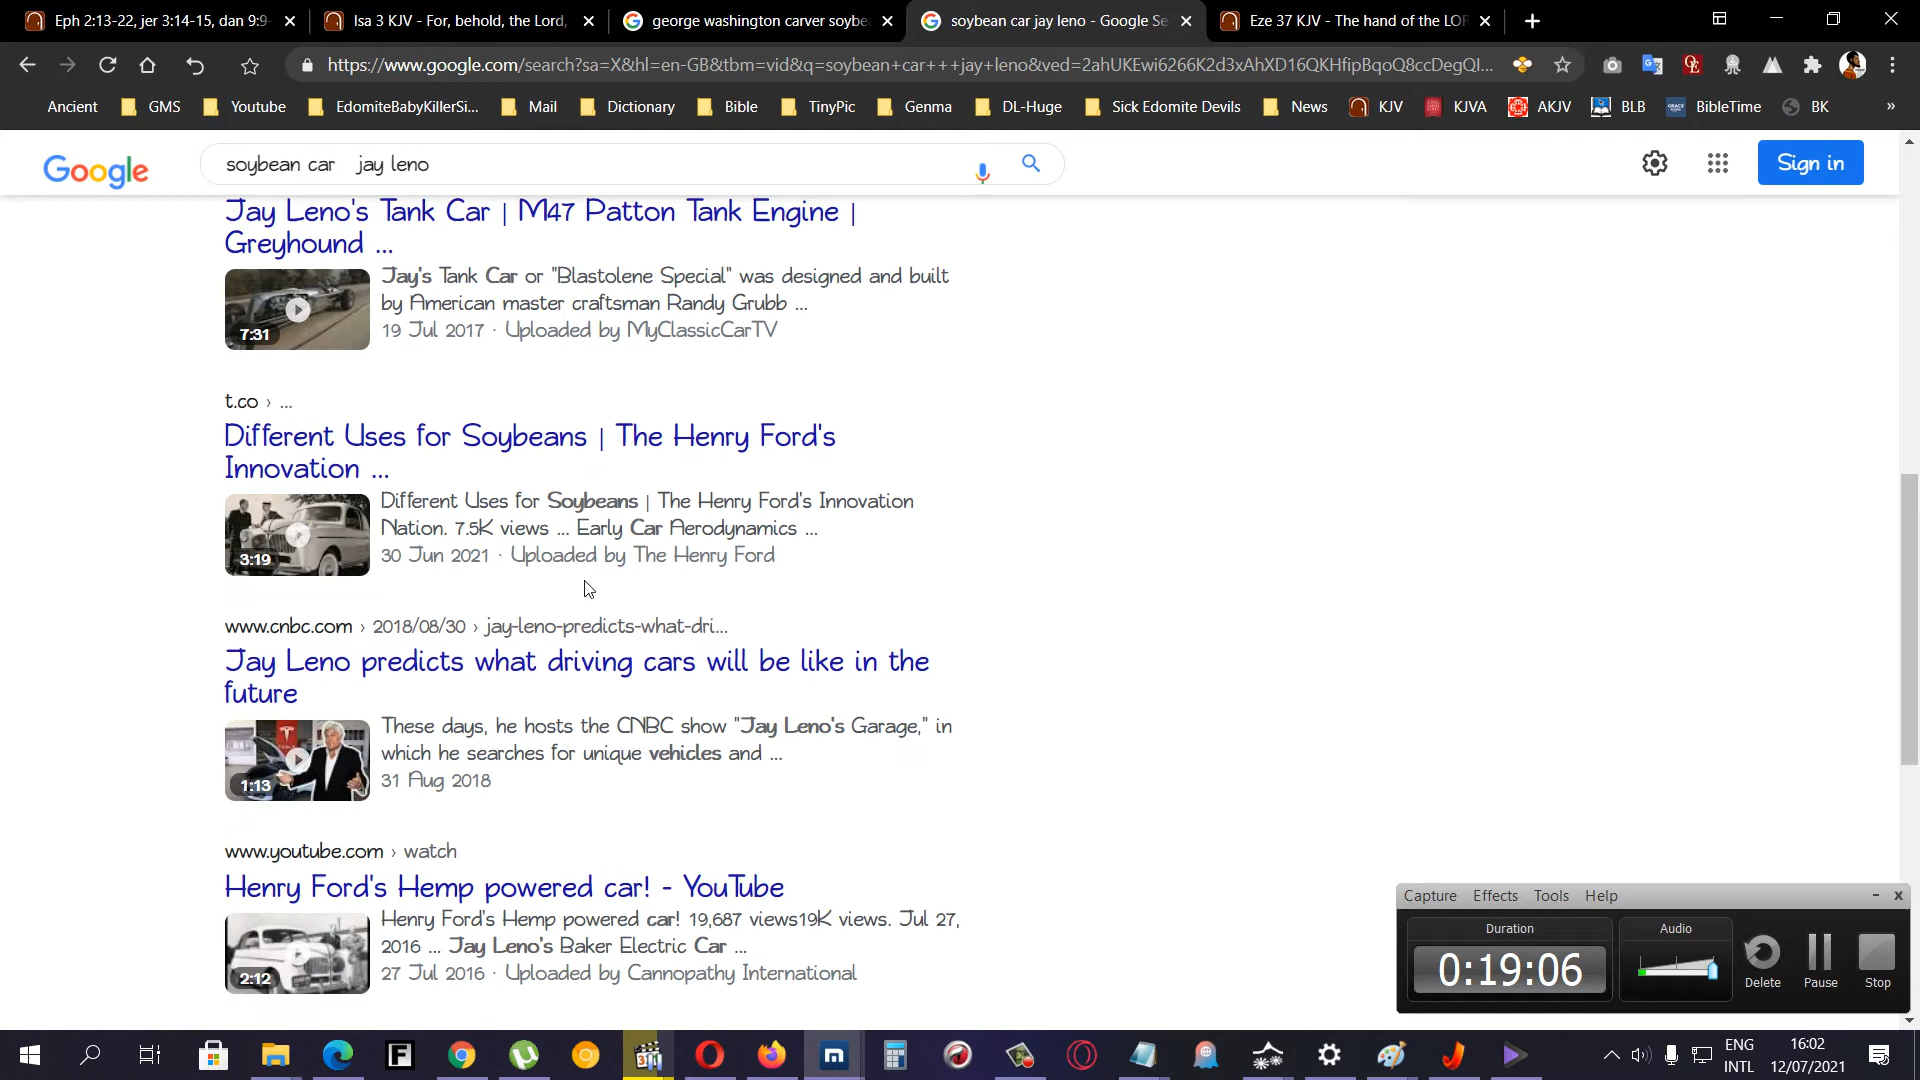 Eph 2:13-22, jer 3:14-15, dan 9:9-
Isa 3 KJV - For, behold, the Lord,
george washington carver soybe
soybean car jay leno - Google Se
Eze 37 KJV - The hand of the LOR
https://www.google.com/search?sa=X&hl=en-GB&tbm=vid&q=soybean+car+++jay+leno&ved=2ahUKEwi6266K2d3xAhXD16QKHfipBqoQ8ccDegQI...
Ancient
GMS
Youtube
EdomiteBabyKillerSi...
Mail
Dictionary
Bible
TinyPic
Genma
DL-Huge
Sick Edomite Devils
News
KJV
KJVA
AKJV
BLB
BibleTime
BK
»
Google
soybean car jay leno
Sign in
Jay Leno's Tank Car | M47 Patton Tank Engine |
Greyhound ...
Jay's Tank Car or "Blastolene Special" was designed and built
by American master craftsman Randy Grubb ...
7:31
19 Jul 2017 · Uploaded by MyClassicCarTV
t.co › ...
Different Uses for Soybeans | The Henry Ford's
Innovation ...
Different Uses for Soybeans | The Henry Ford's Innovation
Nation. 7.5K views ... Early Car Aerodynamics ...
3:19
30 Jun 2021 · Uploaded by The Henry Ford
www.cnbc.com › 2018/08/30 › jay-leno-predicts-what-dri...
Jay Leno predicts what driving cars will be like in the
future
These days, he hosts the CNBC show "Jay Leno's Garage," in
which he searches for unique vehicles and ...
1:13
31 Aug 2018
www.youtube.com › watch
Henry Ford's Hemp powered car! - YouTube
Henry Ford's Hemp powered car! 19,687 views19K views. Jul 27,
2016 ... Jay Leno's Baker Electric Car ...
2:12
27 Jul 2016 · Uploaded by Cannopathy International
Capture Effects Tools Help
Duration
Audio
0:19:06
Delete
Pause
Stop
ENG
INTL
16:02
12/07/2021